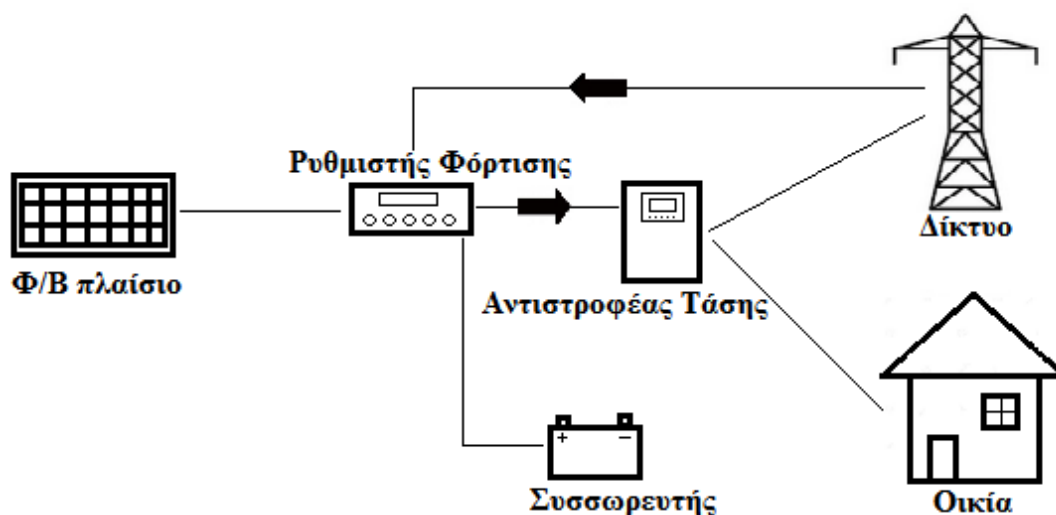 Ρυθμιστής Φόρτισης
Δίκτυο
Φ/Β πλαίσιο
Αντιστροφέας Τάσης
+ −
Συσσωρευτής
Οικία